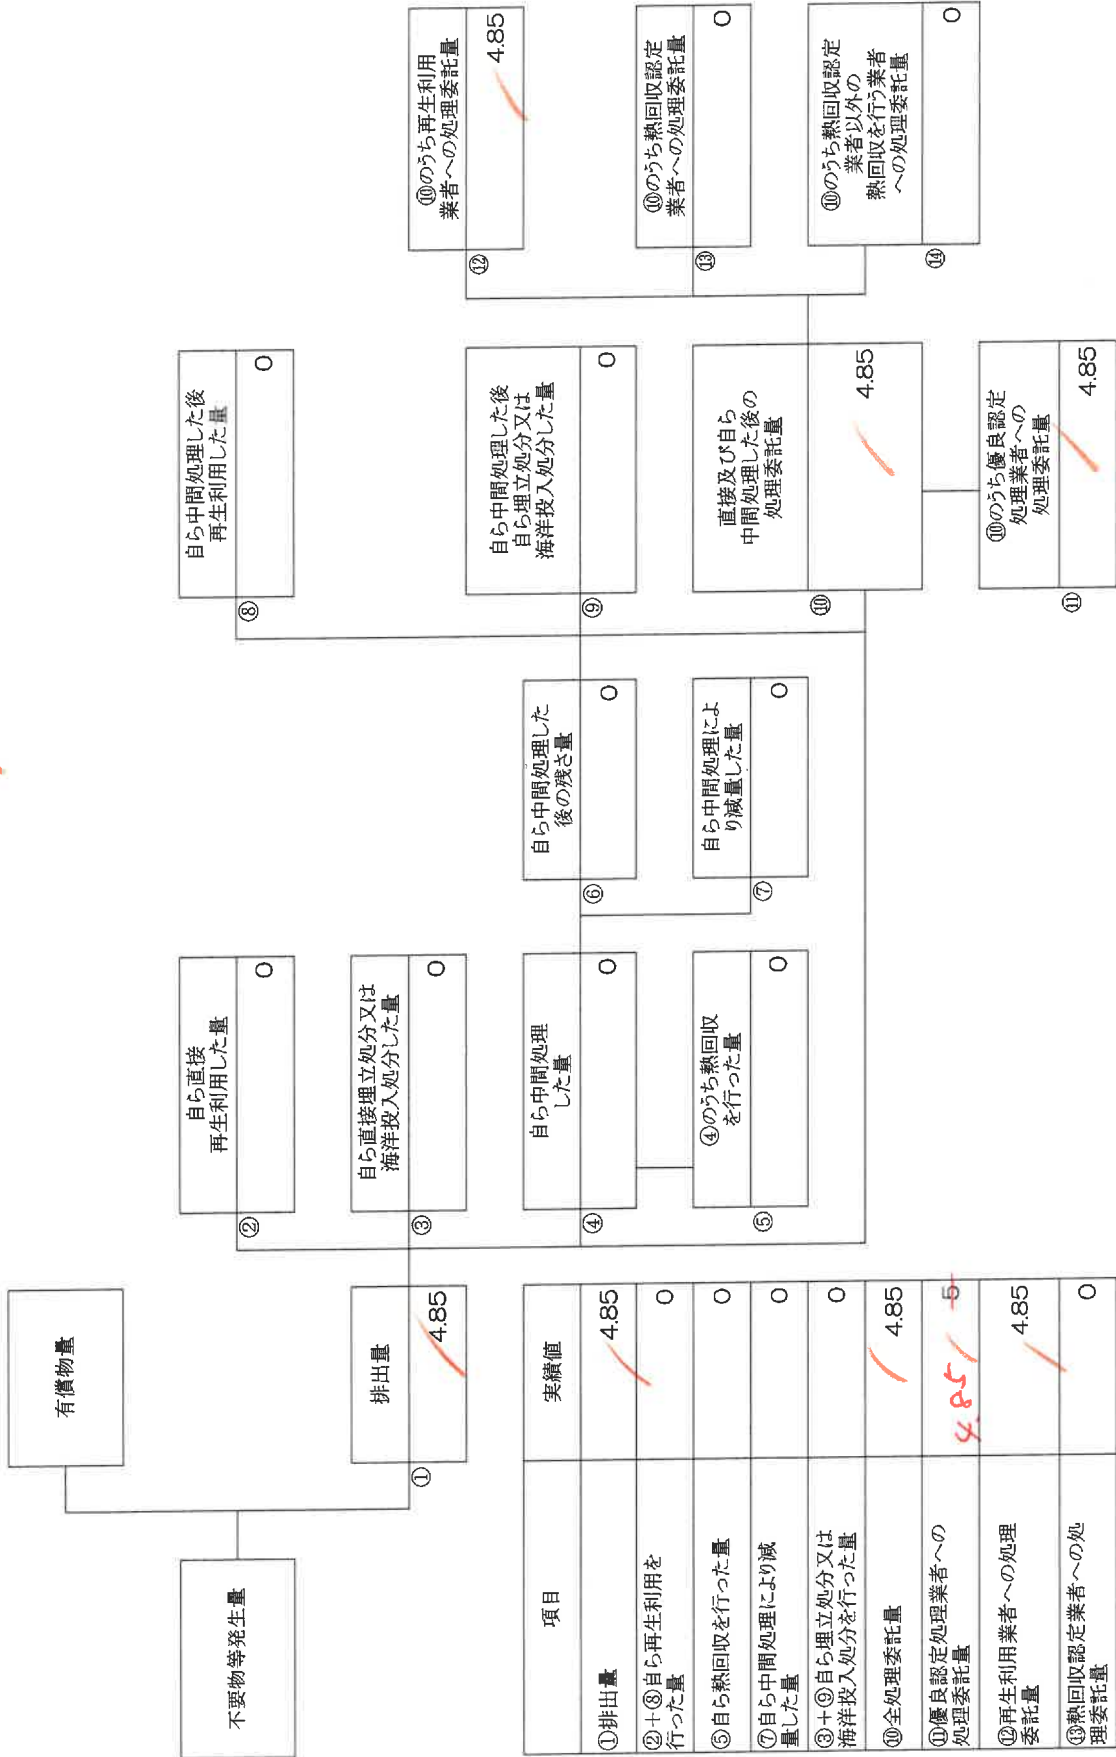 不要物等発生量
有償物量
排出量
①
4.85
自ら直接
再生利用した量
②
0
自ら直接埋立処分又は
海洋投入処分した量
③
0
自ら中間処理
した量
④
0
④のうち熱回収
を行った量
⑤
0
自ら中間処理した
後の残さ量
⑥
0
自ら中間処理によ
り減量した量
⑦
0
自ら中間処理した後
再生利用した量
⑧
0
自ら中間処理した後
自ら埋立処分又は
海洋投入処分した量
⑨
0
直接及び自ら
中間処理した後の
処理委託量
⑩
4.85
⑩のうち優良認定
処理業者への
処理委託量
⑪
4.85
⑩のうち再生利用
業者への処理委託量
⑫
4.85
⑩のうち熱回収認定
業者への処理委託量
⑬
0
⑩のうち熱回収認定
業者以外の
熱回収を行う業者
への処理委託量
⑭
0
項目 実績値
①排出量 4.85
②+⑧自ら再生利用を
行った量 0
⑤自ら熱回収を行った量 0
⑦自ら中間処理により減
量した量 0
③+⑨自ら埋立処分又は
海洋投入処分を行った量 0
⑩全処理委託量 4.85
⑪優良認定処理業者への
処理委託量 4.85 5
⑫再生利用業者への処理
委託量 4.85
⑬熱回収認定業者への処
理委託量 0